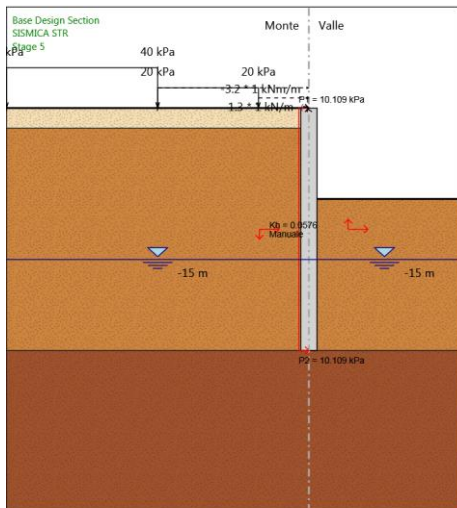 Base Design Section
SISMICA STR
Stage 5
Monte
Valle
kPa
40 kPa
20 kPa
20 kPa
-3.2 * 1 kNm/m
P1 = 10.109 kPa
1.3 * 1 kN/m
Kh = 0.0576
Manuale
-15 m
-15 m
P2 = 10.109 kPa